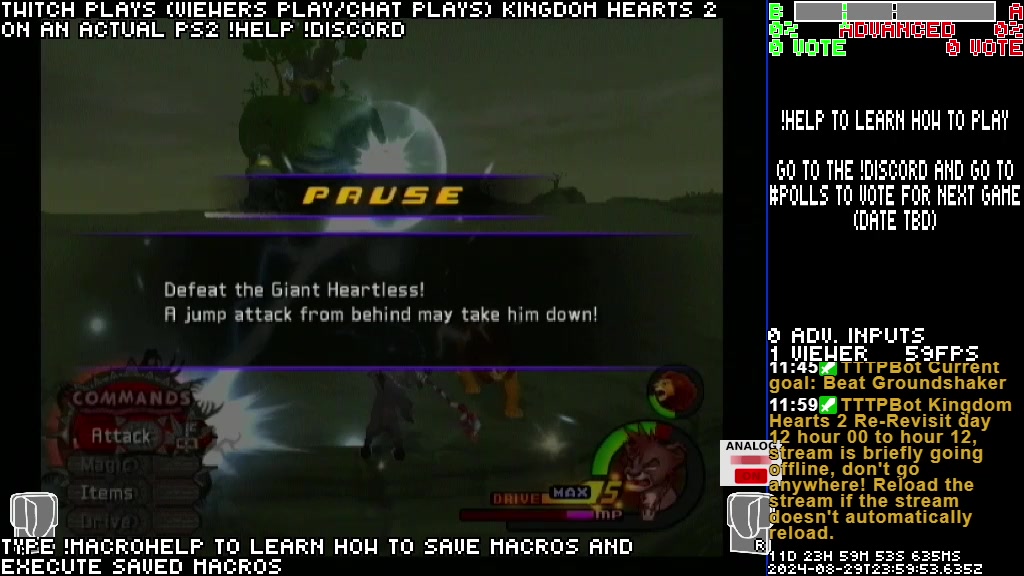 TWITCH PLAYS (VIEWERS PLAY/CHAT PLAYS) KINGDOM HEARTS 2
ON AN ACTUAL PS2 !HELP !DISCORD
PAUSE
Defeat the Giant Heartless!
A jump attack from behind may take him down!
COMMANDS
Attack
Magic
Items
Drive
DRIVE MAX 5
MP
ANALOG
R
TYPE !MACROHELP TO LEARN HOW TO SAVE MACROS AND
EXECUTE SAVED MACROS
B A
0% ADVANCED 0%
0 VOTE 0 VOTE
!HELP TO LEARN HOW TO PLAY
GO TO THE !DISCORD AND GO TO
#POLLS TO VOTE FOR NEXT GAME
(DATE TBD)
0 ADV. INPUTS
1 VIEWER 59FPS
11:45 TTTPBot Current
goal: Beat Groundshaker
11:59 TTTPBot Kingdom
Hearts 2 Re-Revisit day
12 hour 00 to hour 12,
stream is briefly going
offline, don't go
anywhere! Reload the
stream if the stream
doesn't automatically
reload.
11D 23H 59M 53S 635MS
2024-08-29T23:59:53.635Z